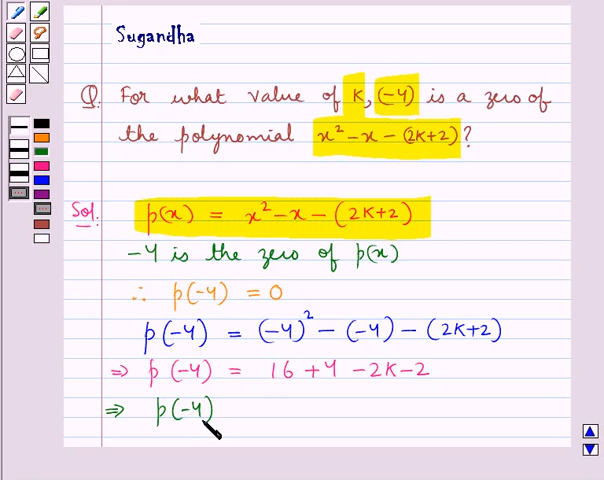 Sugandha
Q. For what value of K, (-4) is a zero of
the polynomial x² - x - (2K+2)?
Sol. p(x) = x² - x - (2K+2)
-4 is the zero of p(x)
∴ p(-4) = 0
p(-4) = (-4)² - (-4) - (2K+2)
⇒ p(-4) = 16 + 4 - 2K - 2
⇒ p(-4)